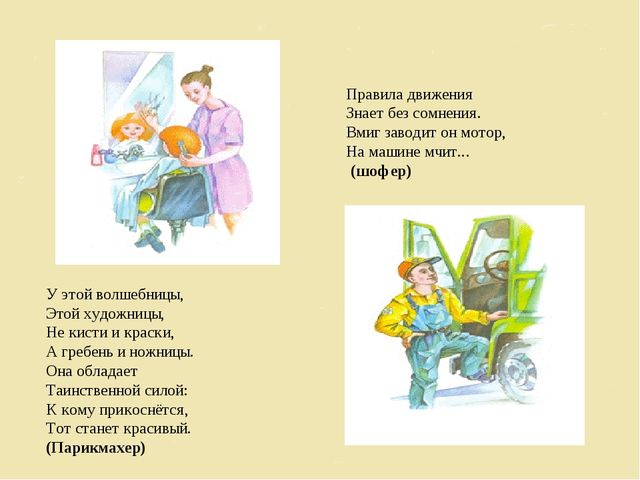 Правила движения
Знает без сомнения.
Вмиг заводит он мотор,
На машине мчит...
(шофер)
У этой волшебницы,
Этой художницы,
Не кисти и краски,
А гребень и ножницы.
Она обладает
Таинственной силой:
К кому прикоснётся,
Тот станет красивый.
(Парикмахер)